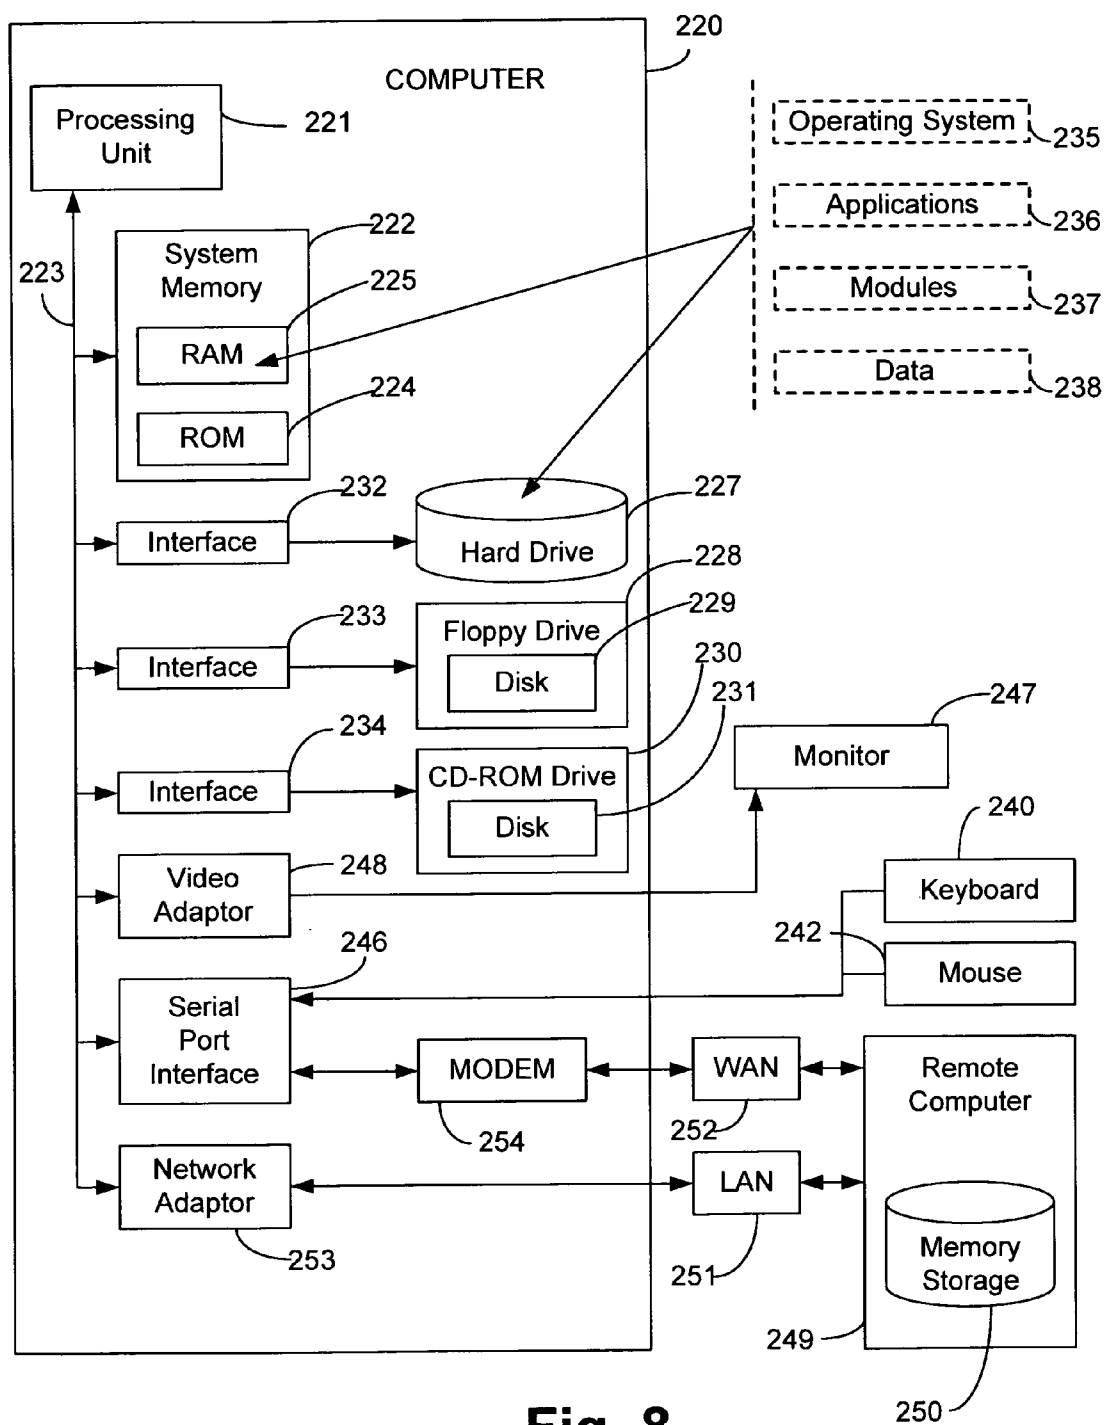 220
COMPUTER
Processing
Unit
221
Operating System
235
Applications
236
Modules
237
Data
238
223
222
System
Memory
225
RAM
224
ROM
232
Interface
227
Hard Drive
228
233
Interface
229
Floppy Drive
Disk
230
231
234
Interface
CD-ROM Drive
Disk
247
Monitor
248
Video
Adaptor
240
Keyboard
242
Mouse
246
Serial
Port
Interface
MODEM
254
WAN
252
Remote
Computer
Network
Adaptor
253
LAN
251
Memory
Storage
249
250
Fig. 8